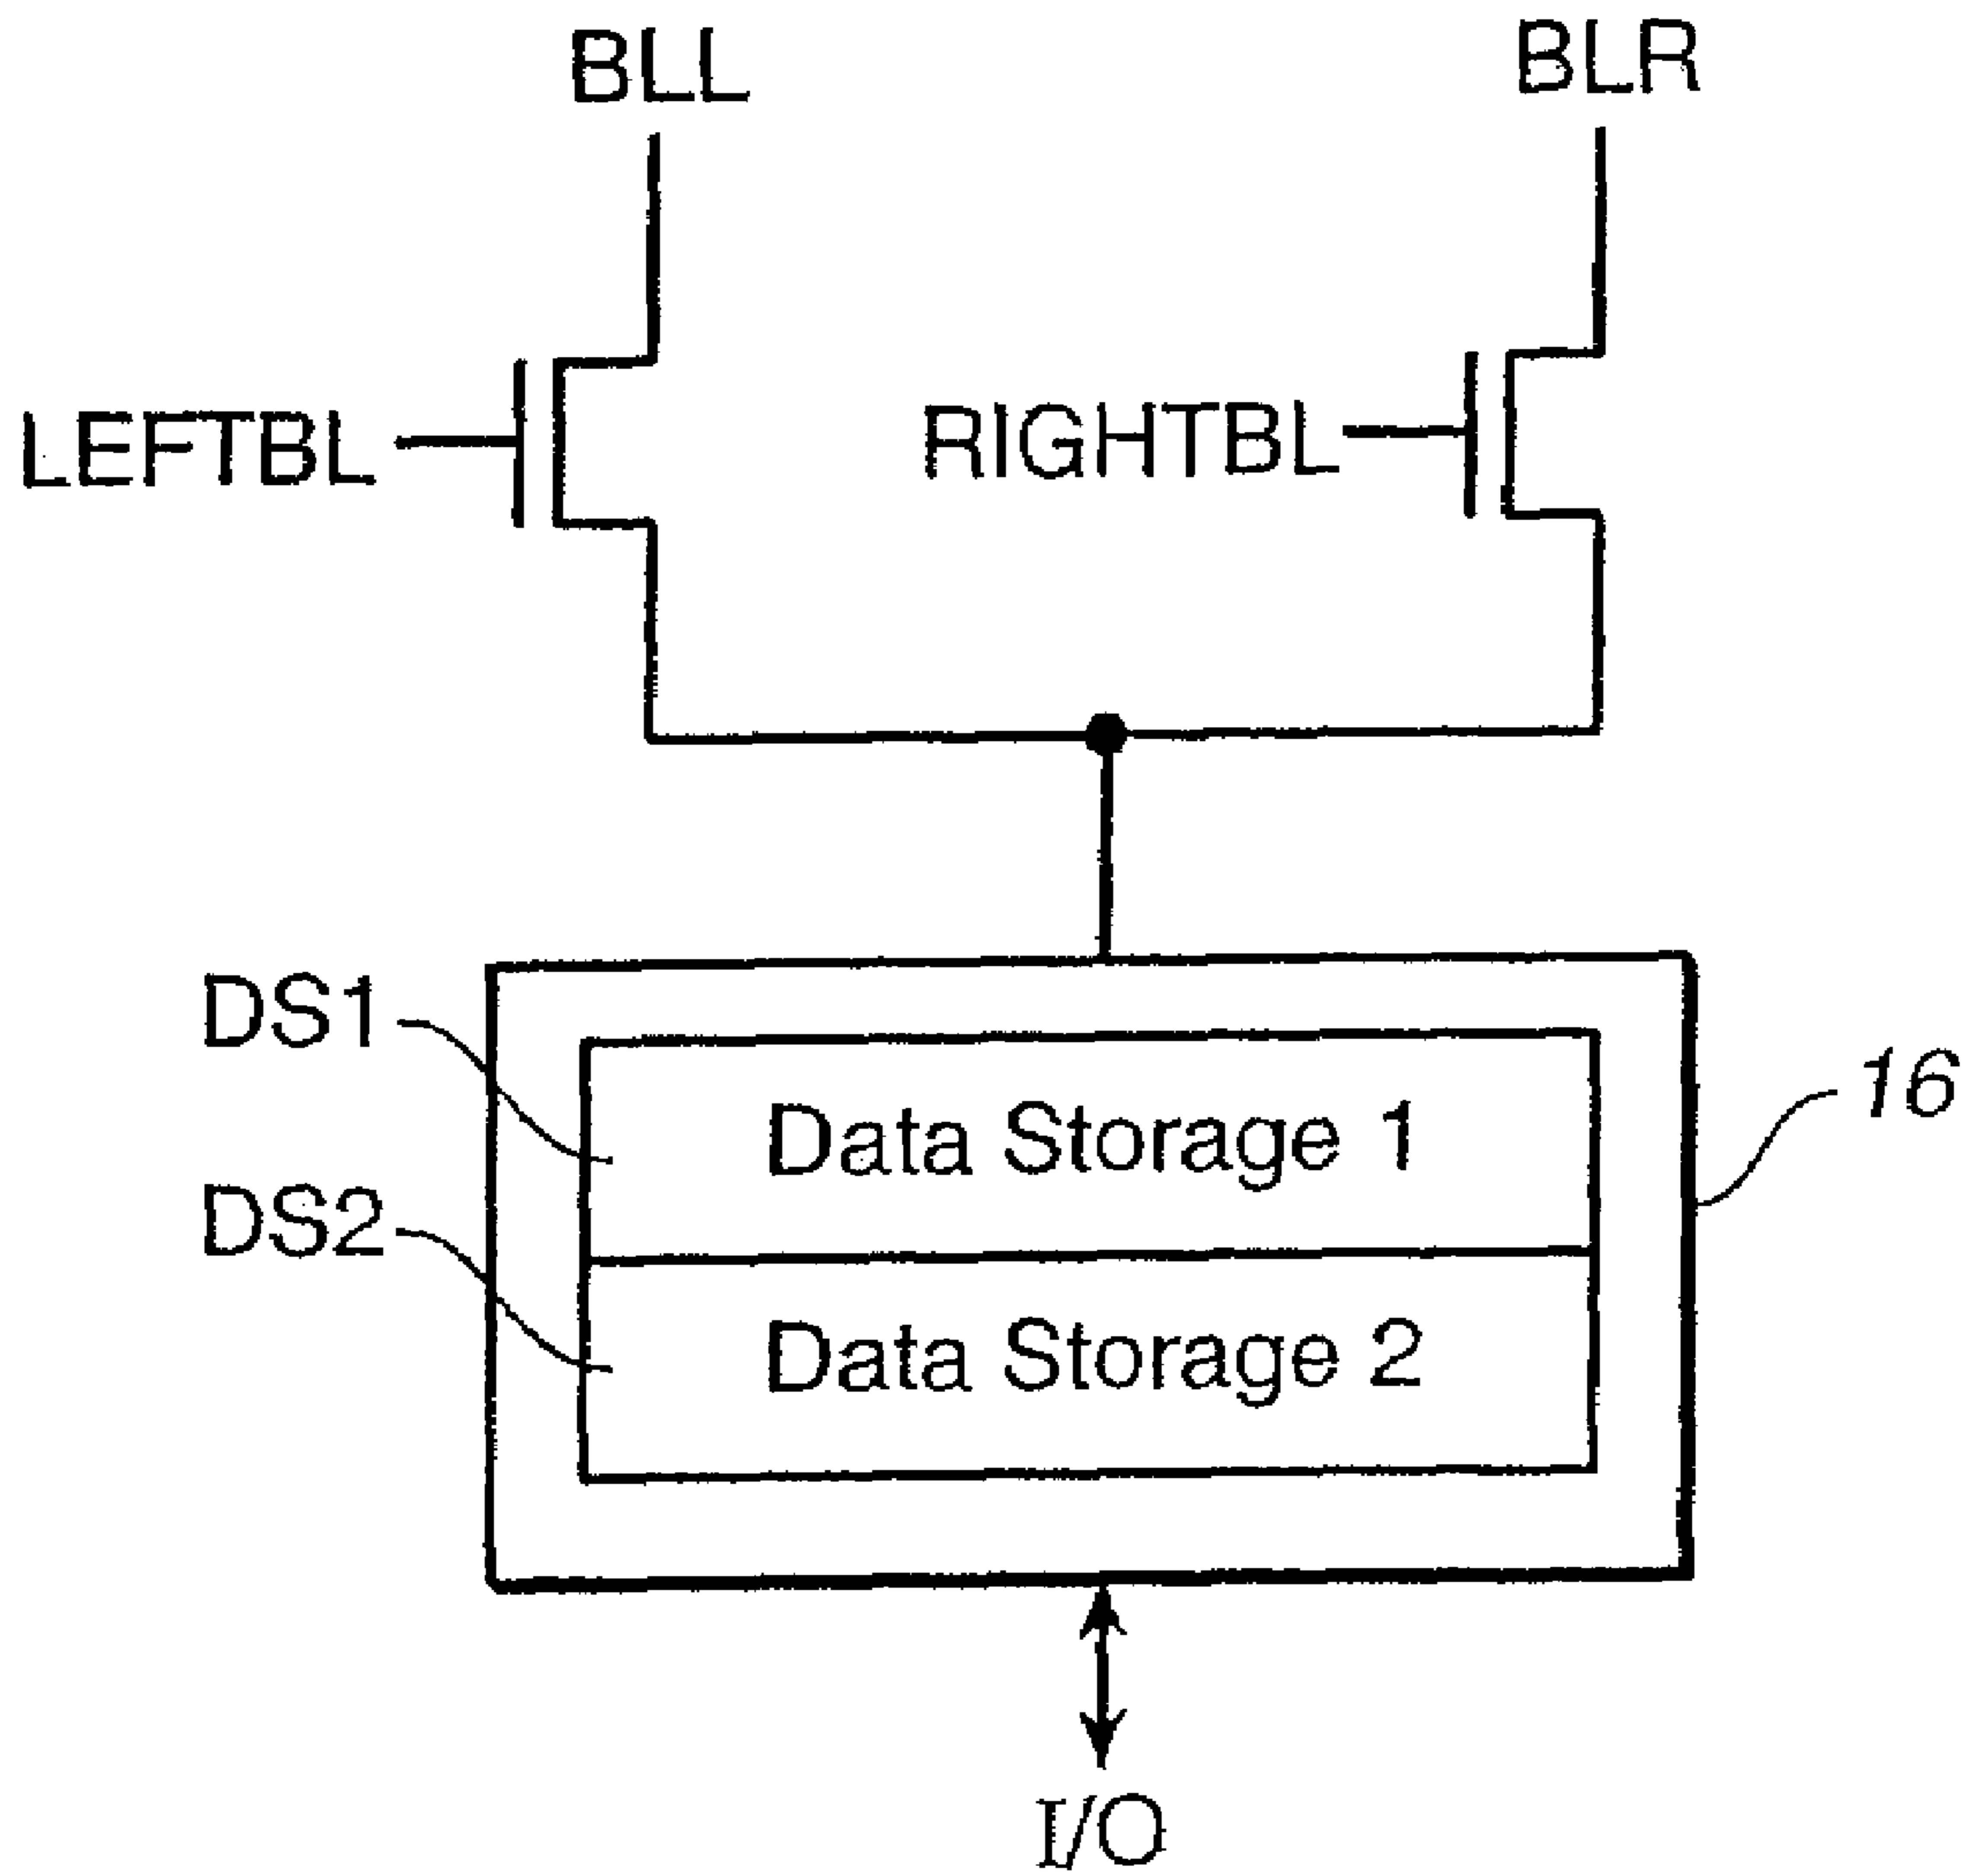 BLL
BLR
LEFTBL
RIGHTBL
DS1
Data Storage 1
16
DS2
Data Storage 2
I/O